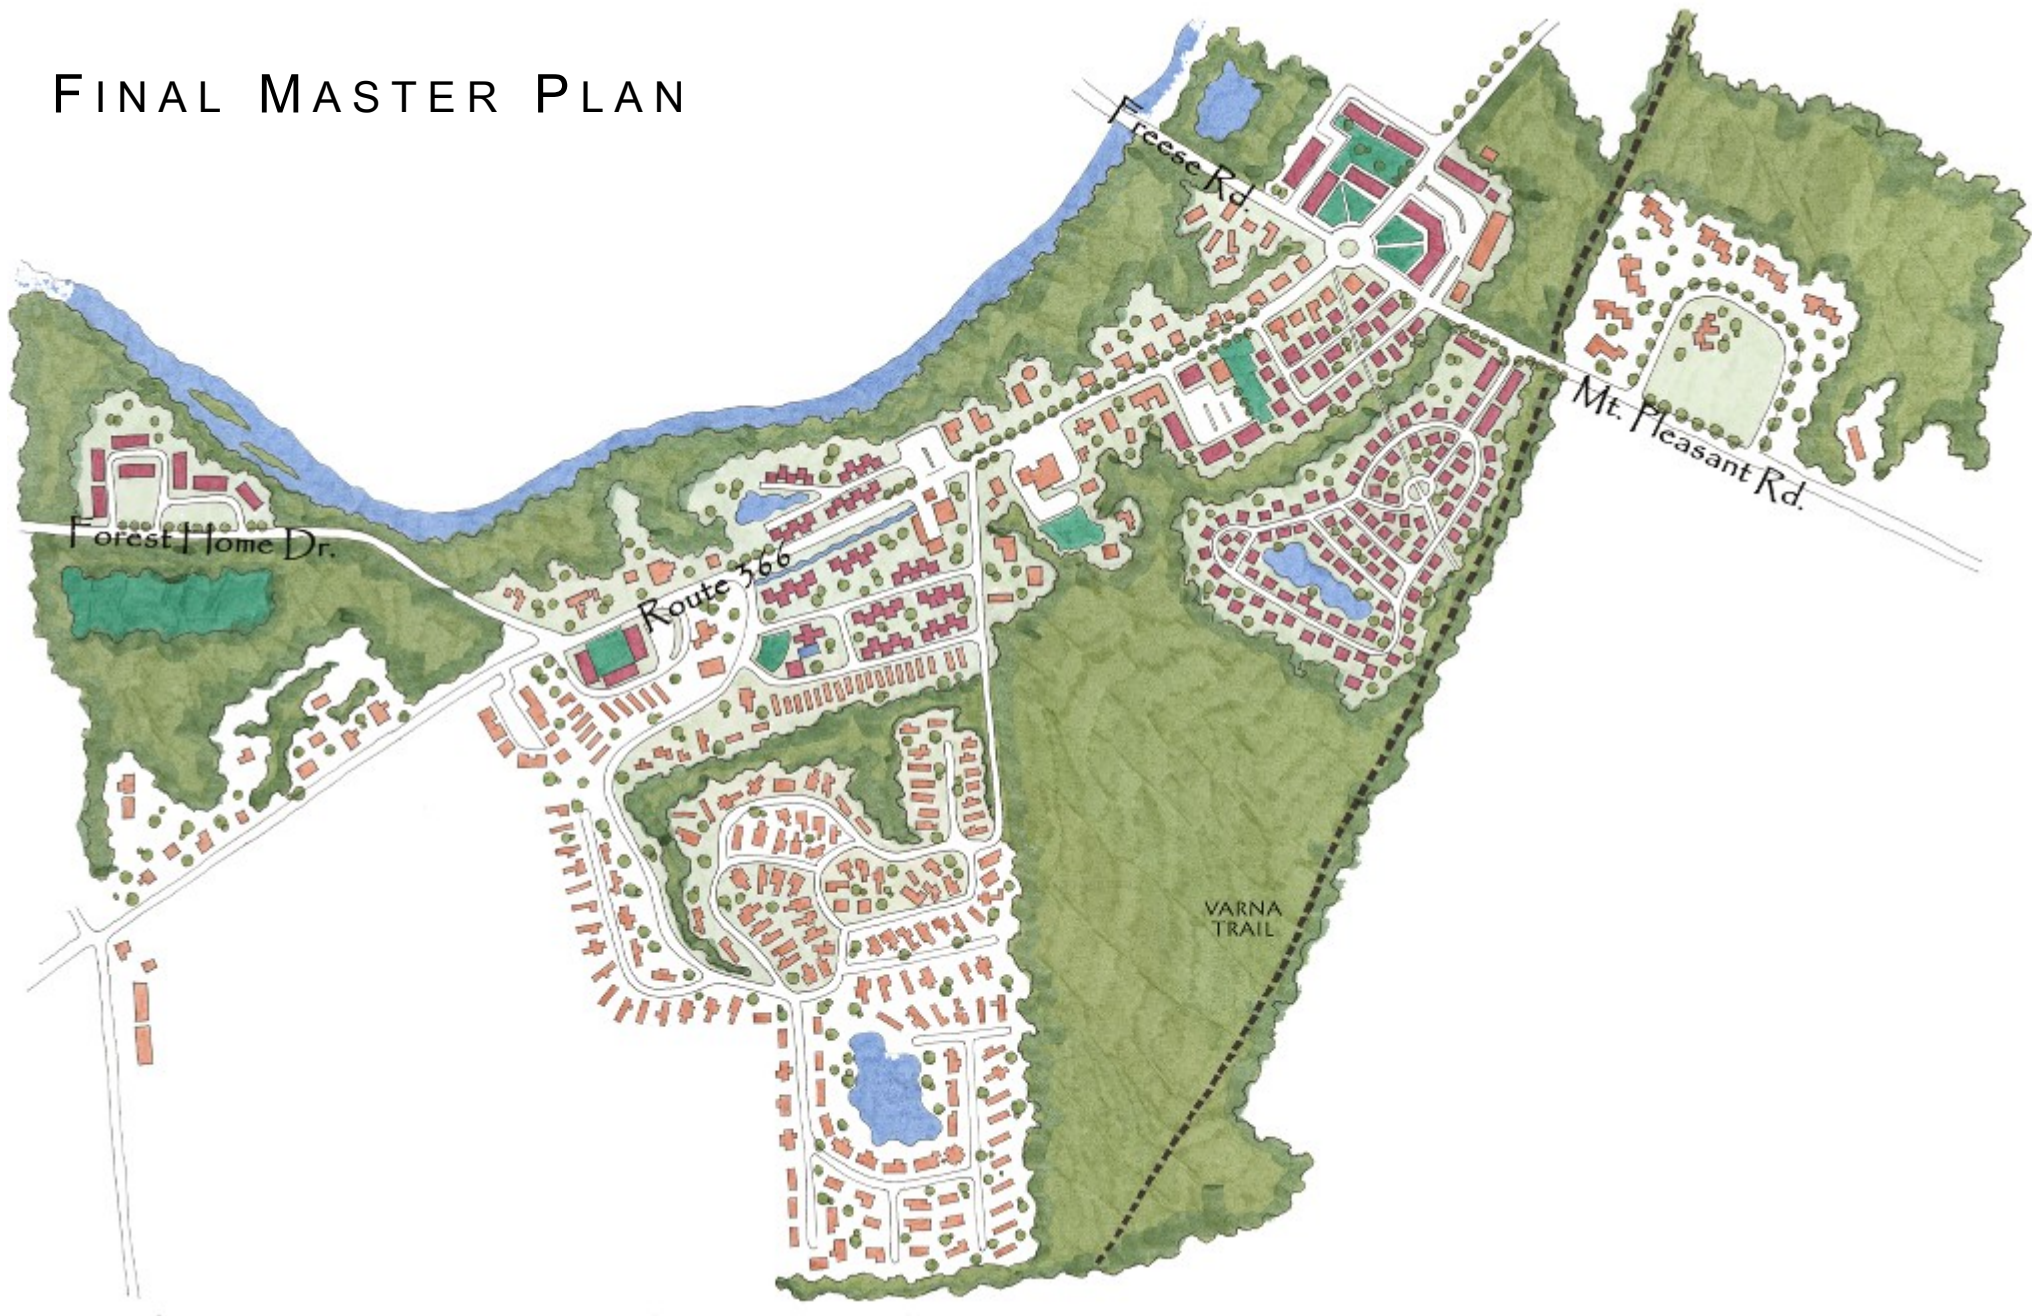 FINAL MASTER PLAN
Freese Rd.
Mt. Pleasant Rd.
Forest Home Dr.
Route 366
VARNA
TRAIL